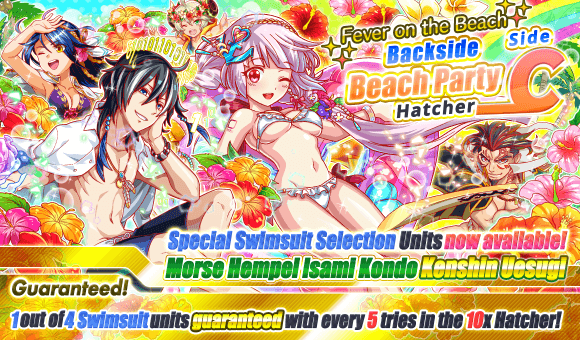 Fever on the Beach
Backside Side
Beach Party C
Hatcher
Special Swimsuit Selection Units now available!
Morse Hempel Isami Kondo Kenshin Uesugi
Guaranteed!
1 out of 4 Swimsuit units guaranteed with every 5 tries in the 10x Hatcher!